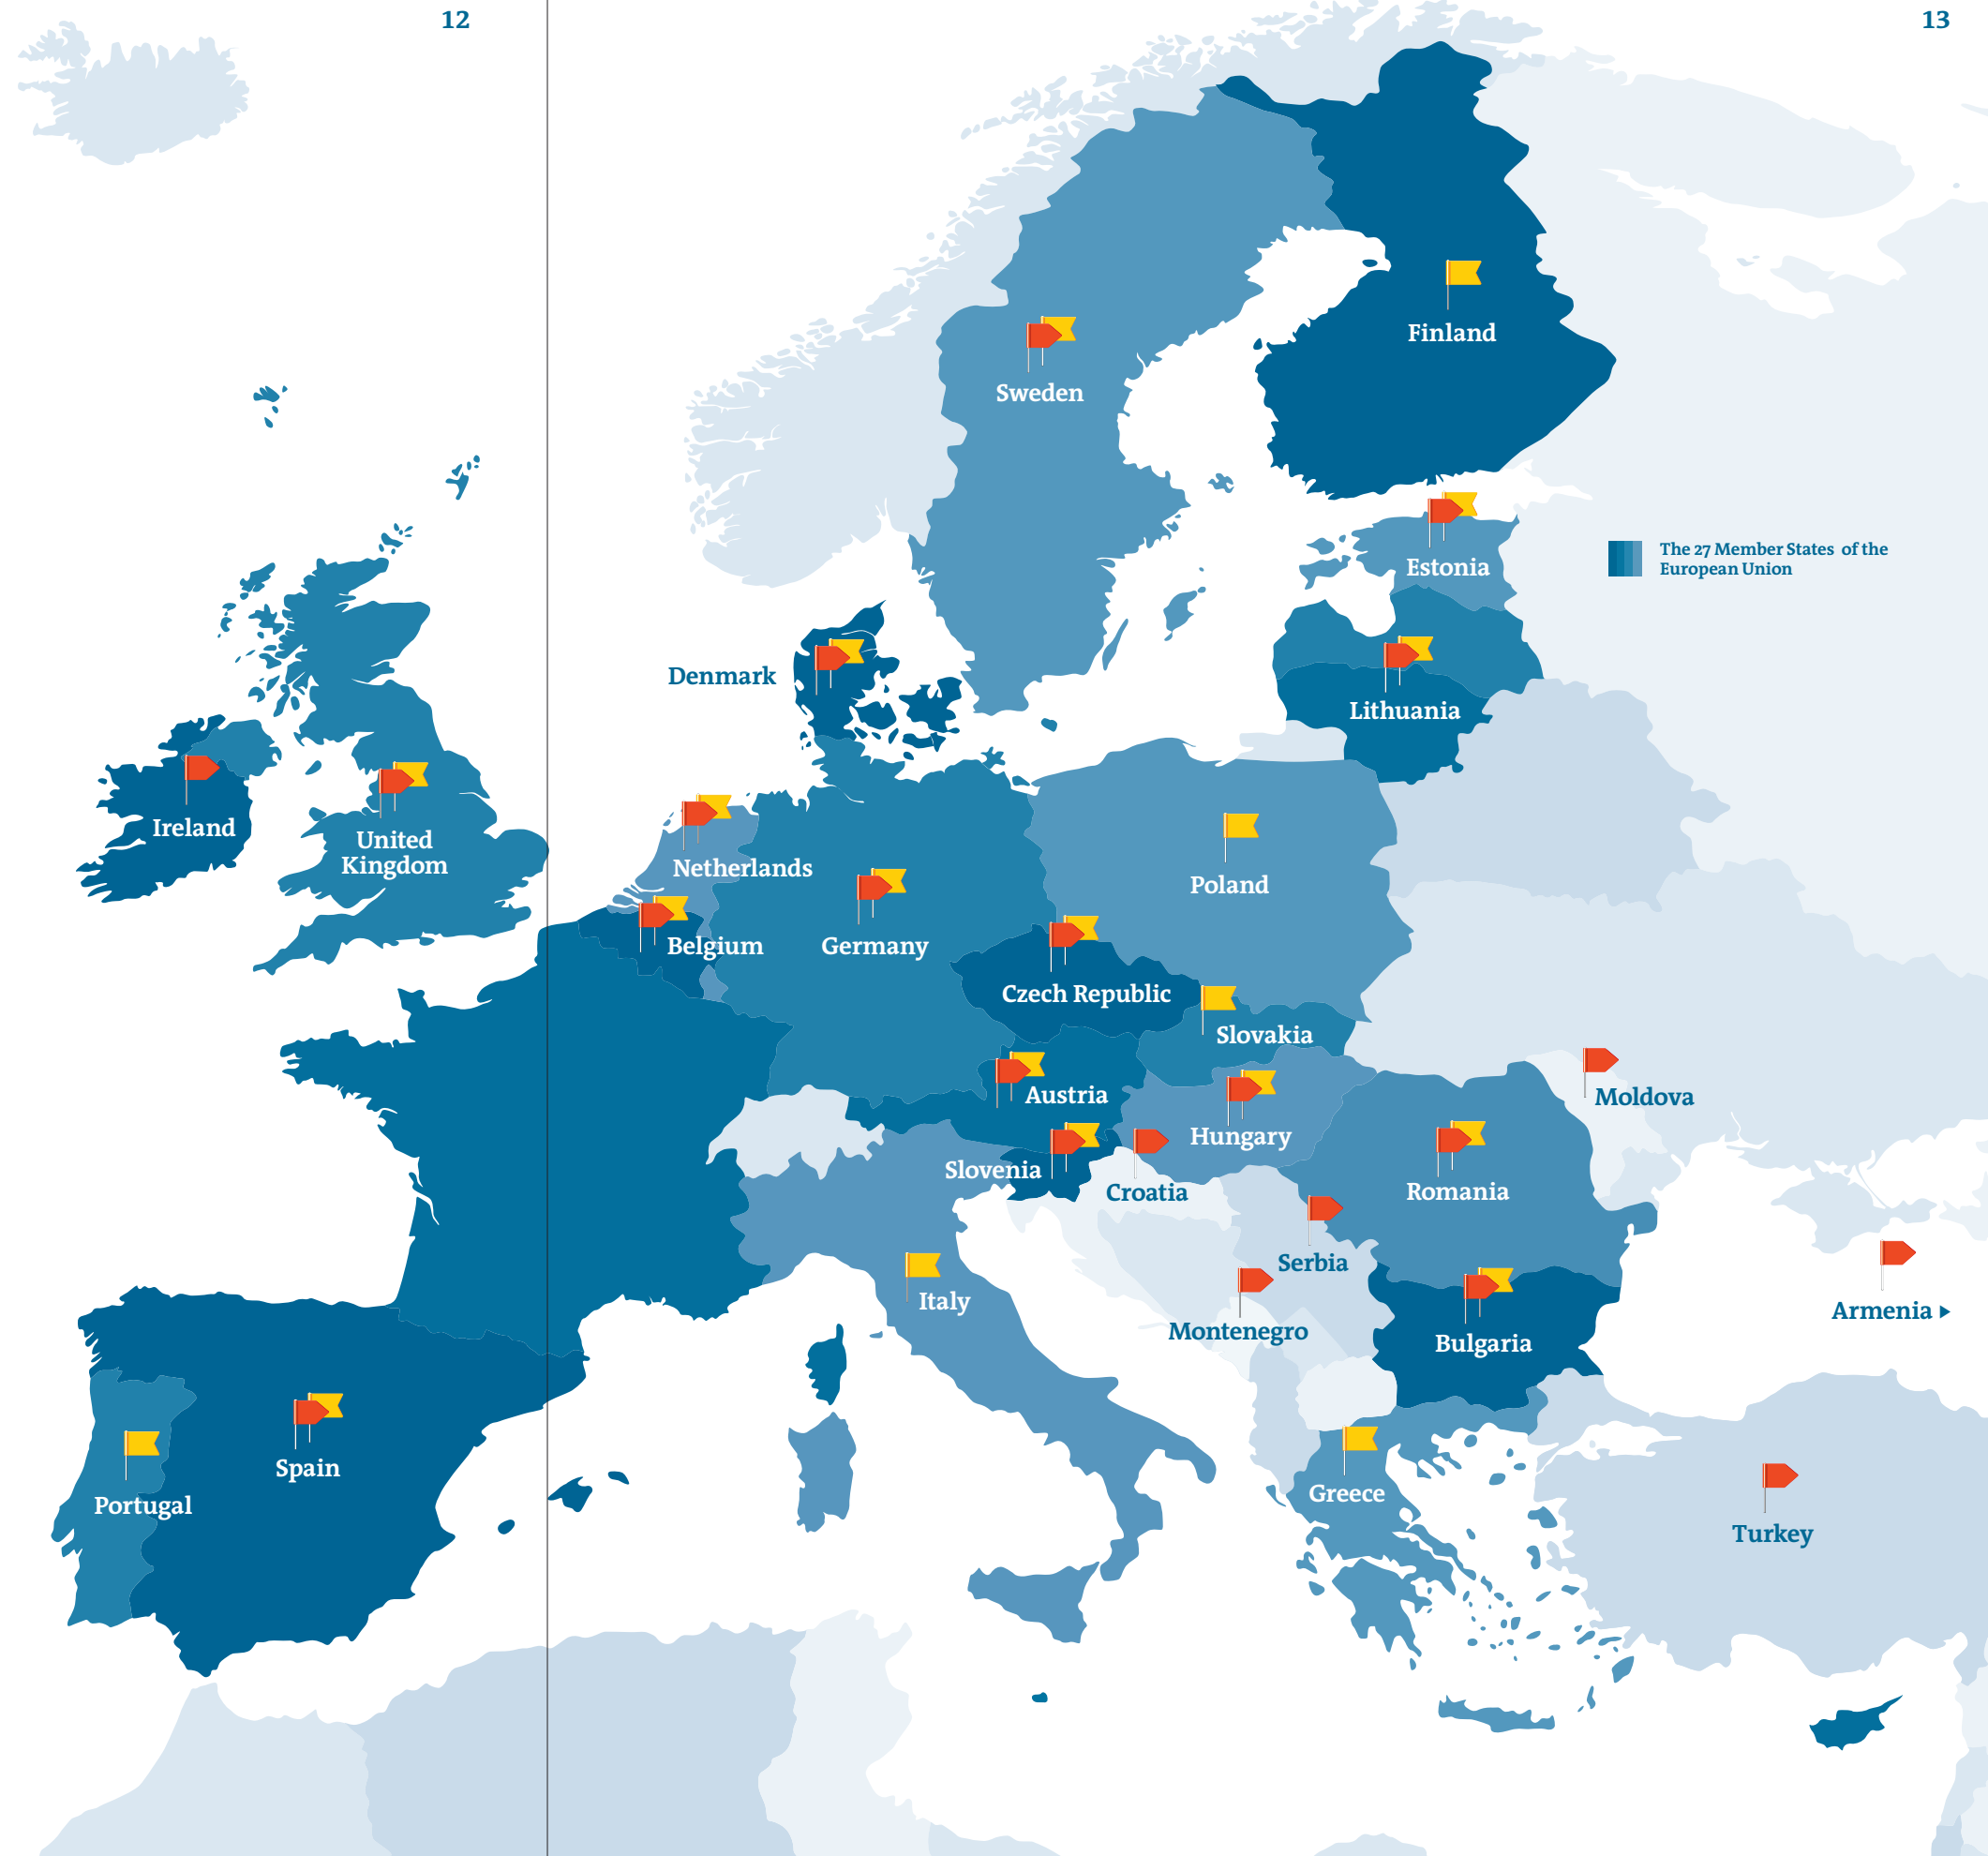 12
13
Finland
Sweden
Estonia
The 27 Member States of the
European Union
Denmark
Lithuania
Ireland
United
Kingdom
Netherlands
Poland
Belgium
Germany
Czech Republic
Slovakia
Austria
Moldova
Hungary
Slovenia
Croatia
Romania
Serbia
Italy
Armenia ▸
Montenegro
Bulgaria
Spain
Portugal
Greece
Turkey